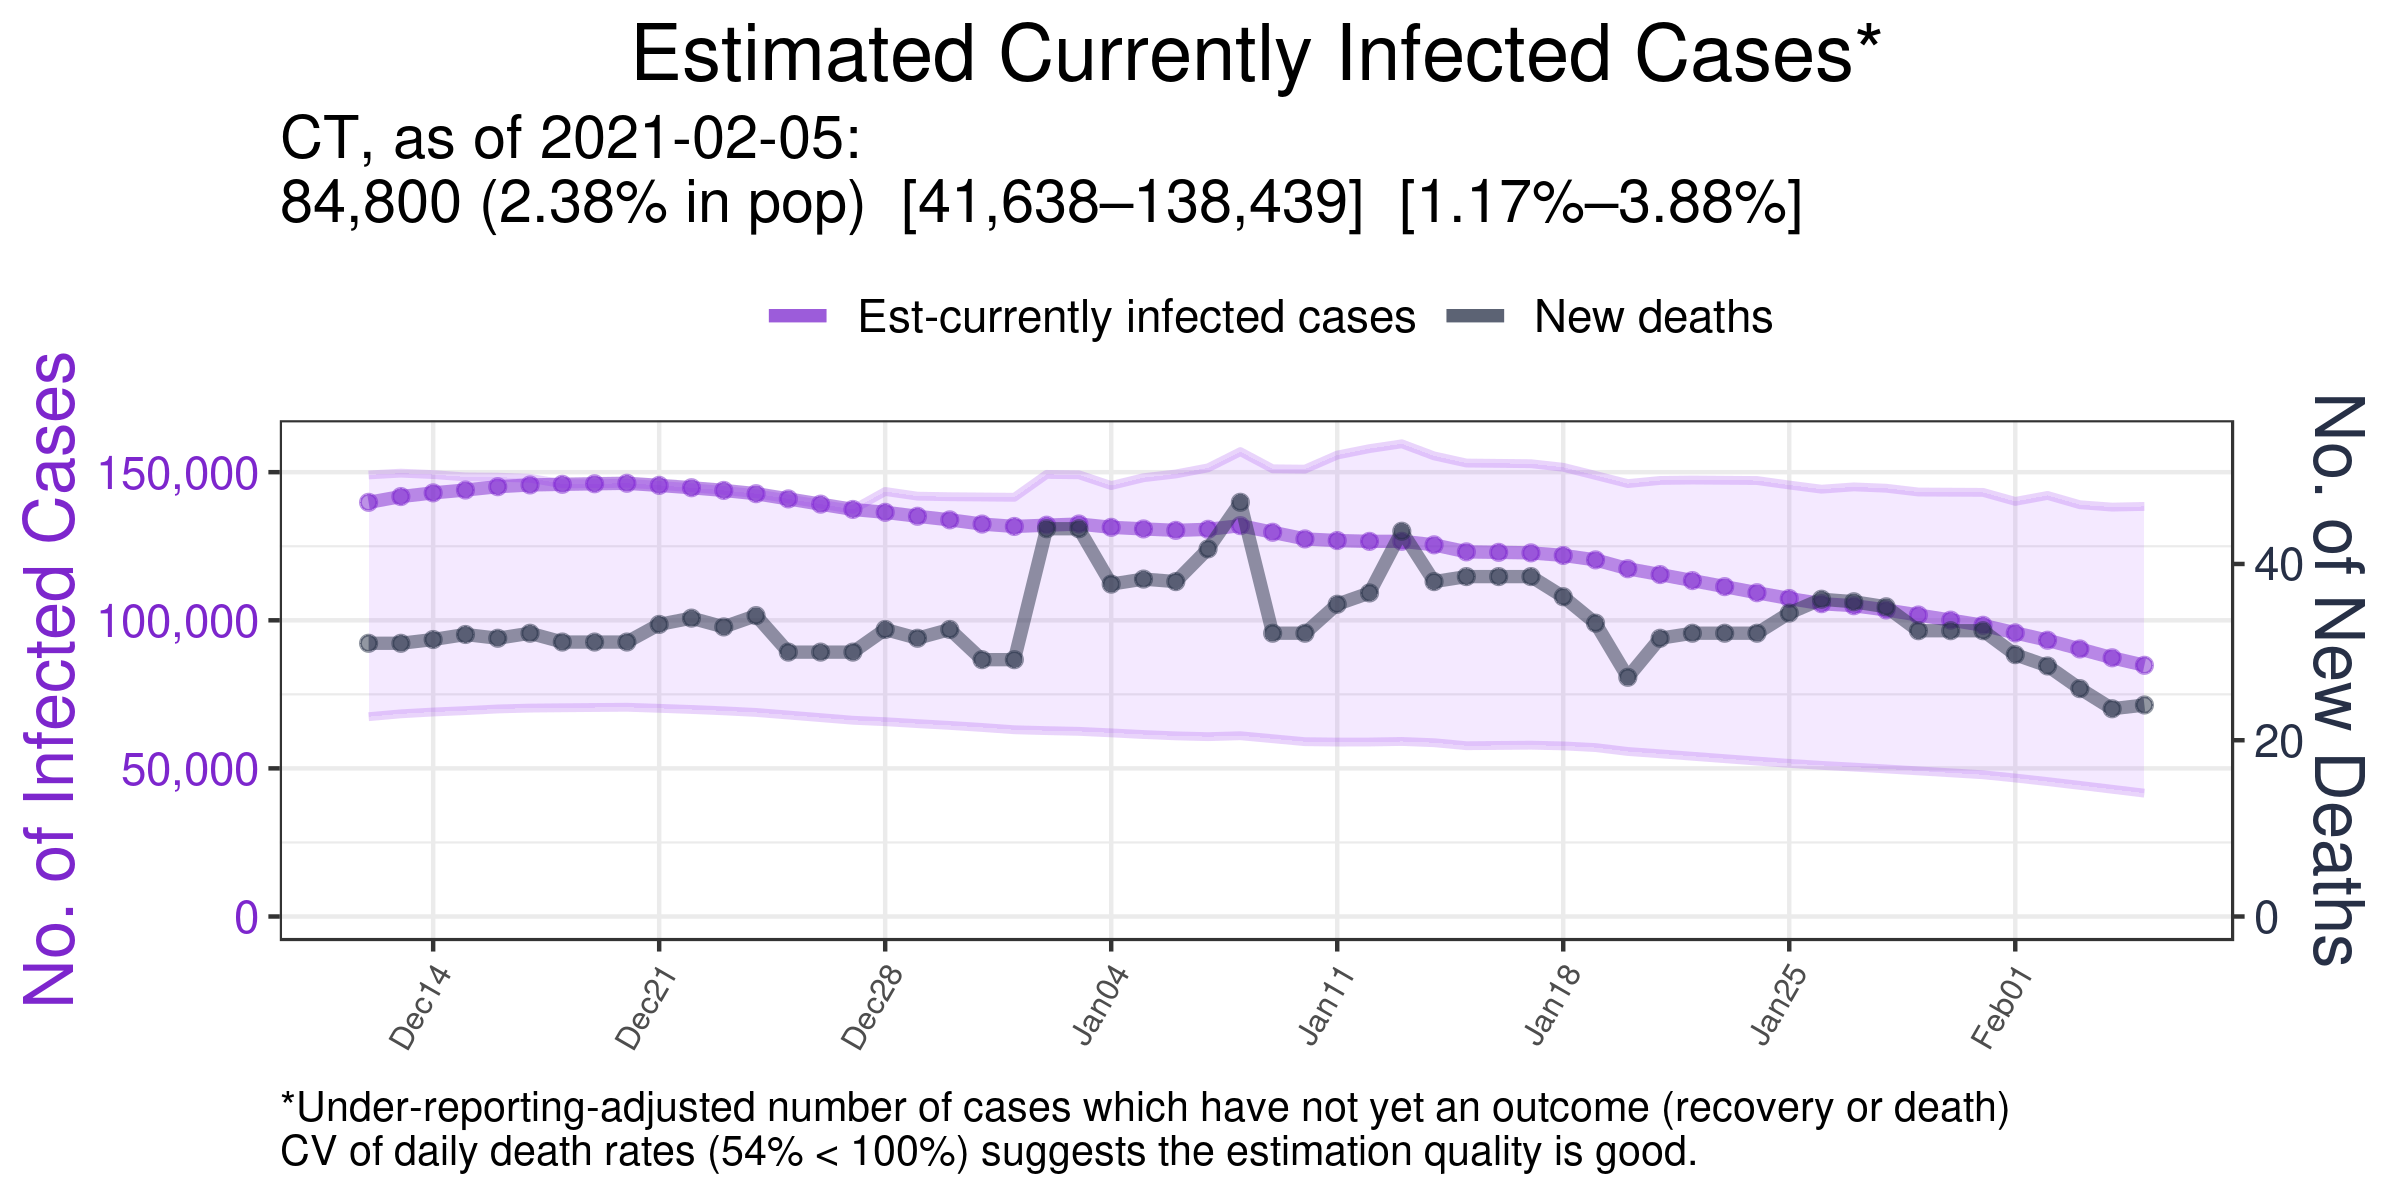 Estimated Currently Infected Cases*
CT, as of 2021-02-05:
84,800 (2.38% in pop)  [41,638–138,439]  [1.17%–3.88%]
Est-currently infected cases
New deaths
No. of Infected Cases
150,000
100,000
50,000
0
40
20
0
No. of New Deaths
Dec14
Dec21
Dec28
Jan04
Jan11
Jan18
Jan25
Feb01
*Under-reporting-adjusted number of cases which have not yet an outcome (recovery or death)
CV of daily death rates (54% < 100%) suggests the estimation quality is good.